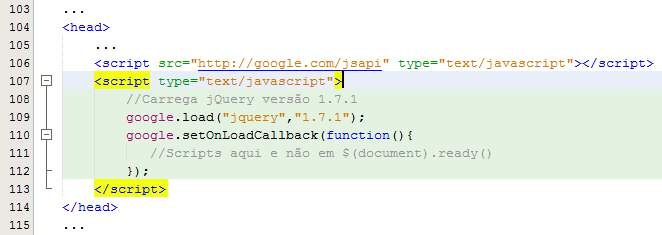 103 ...
104 <head>
105 ...
106 <script src="http://google.com/jsapi" type="text/javascript"></script>
107 <script type="text/javascript">
108 //Carrega jQuery versão 1.7.1
109 google.load("jquery","1.7.1");
110 google.setOnLoadCallback(function(){
111 //Scripts aqui e não em $(document).ready()
112 });
113 </script>
114 </head>
115 ...